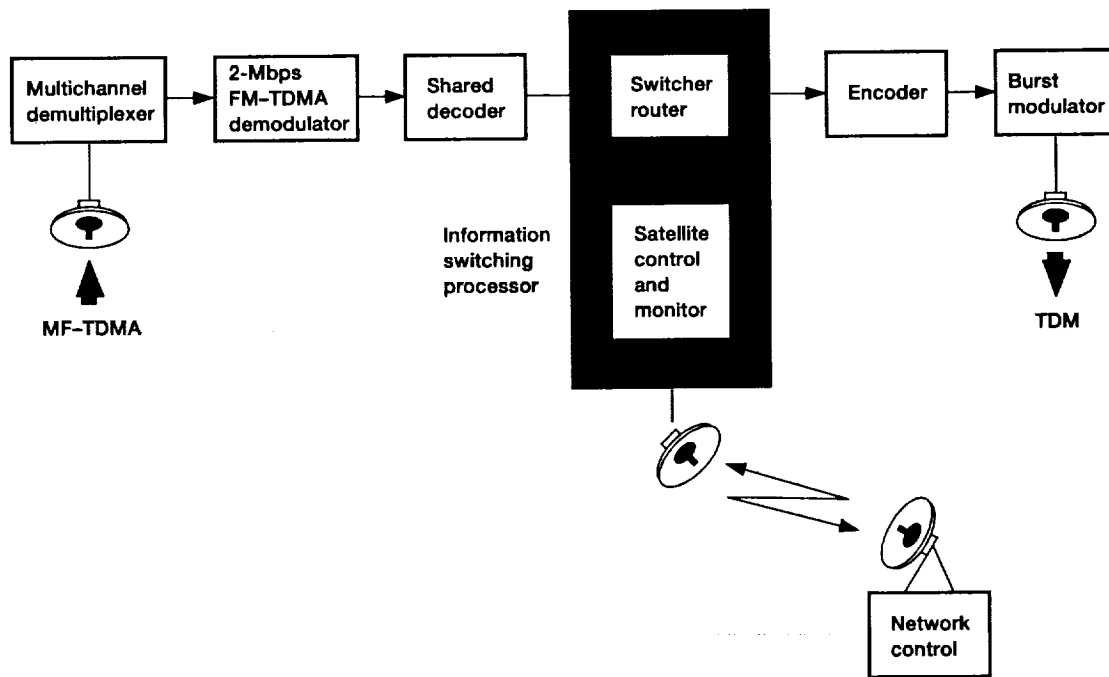 Multichannel
demultiplexer
2-Mbps
FM-TDMA
demodulator
Shared
decoder
Switcher
router
Encoder
Burst
modulator
Information
switching
processor
Satellite
control
and
monitor
MF-TDMA
TDM
Network
control